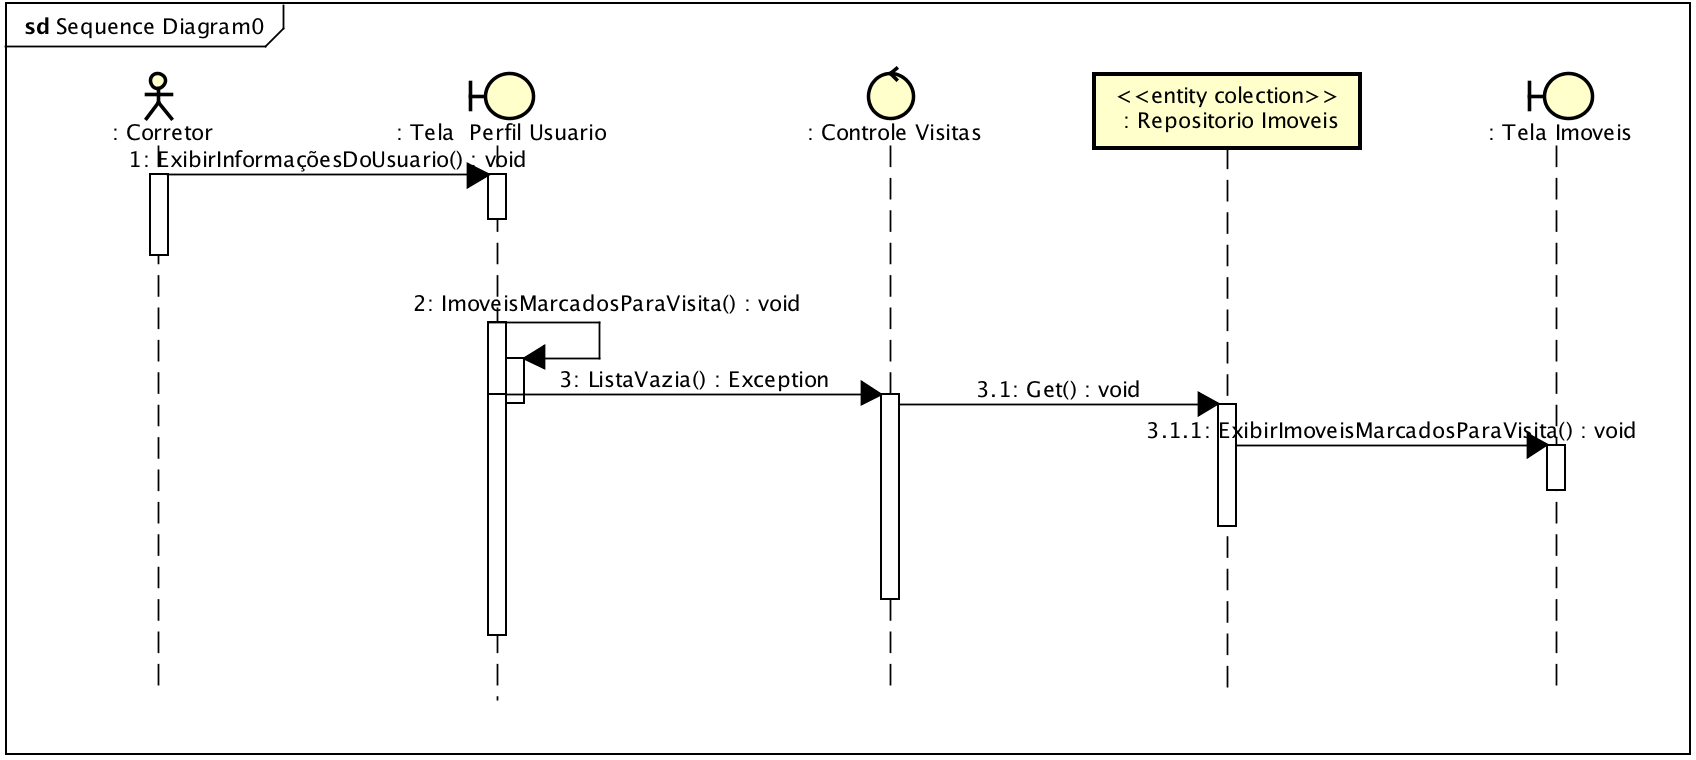 sd Sequence Diagram0
: Corretor
: Tela  Perfil Usuario
: Controle Visitas
<<entity colection>>
: Repositorio Imoveis
: Tela Imoveis
1: ExibirInformaçõesDoUsuario() : void
2: ImoveisMarcadosParaVisita() : void
3: ListaVazia() : Exception
3.1: Get() : void
3.1.1: ExibirImoveisMarcadosParaVisita() : void